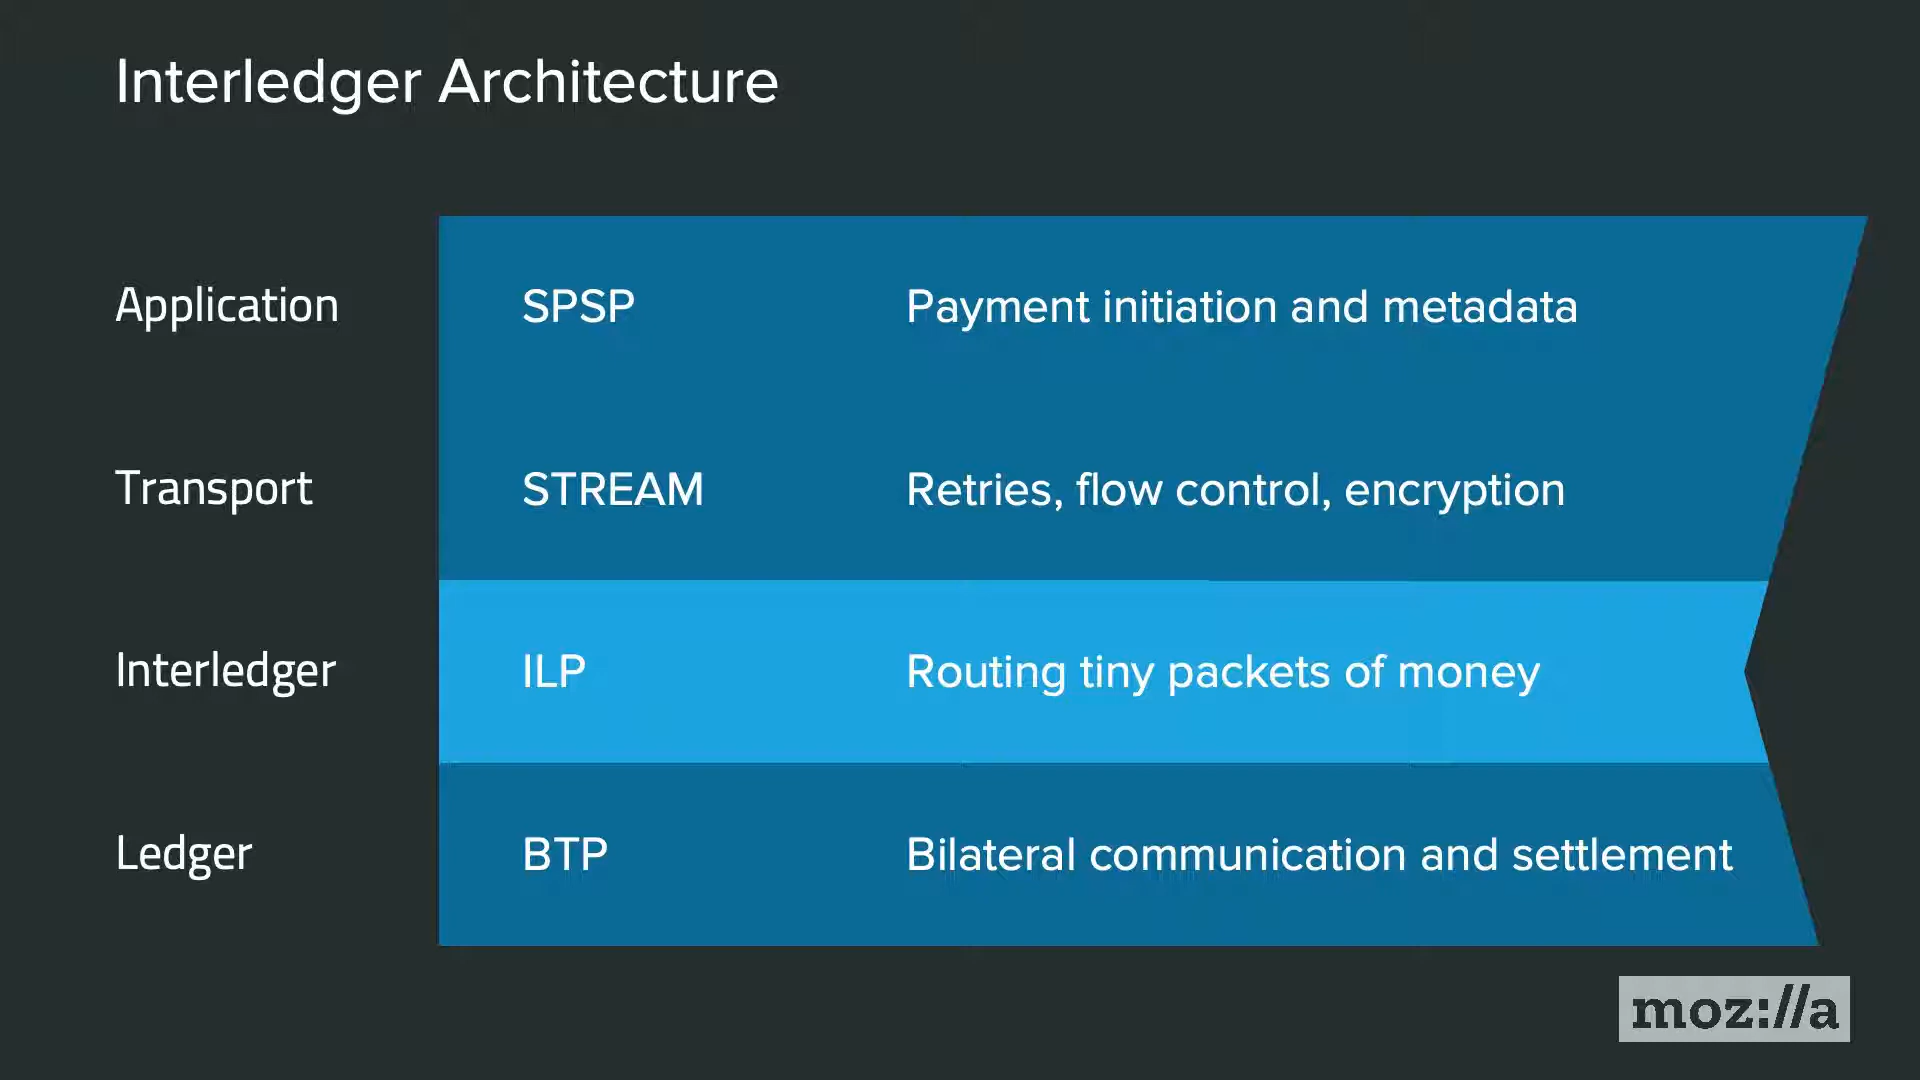 Interledger Architecture
Application SPSP Payment initiation and metadata
Transport STREAM Retries, flow control, encryption
Interledger ILP Routing tiny packets of money
Ledger BTP Bilateral communication and settlement
moz://a